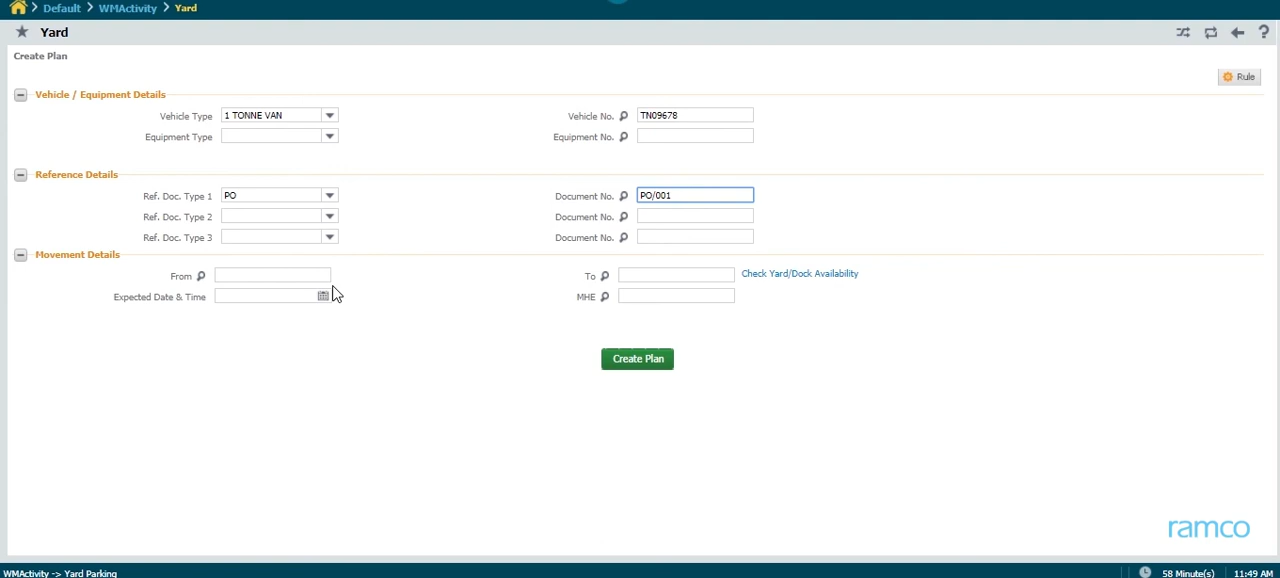 Default > WMActivity > Yard
★ Yard ?
Create Plan
Rule
Vehicle / Equipment Details
Vehicle Type 1 TONNE VAN Vehicle No. TN09678
Equipment Type Equipment No.
Reference Details
Ref. Doc. Type 1 PO Document No. PO/001
Ref. Doc. Type 2 Document No.
Ref. Doc. Type 3 Document No.
Movement Details
From To Check Yard/Dock Availability
Expected Date & Time MHE
Create Plan
ramco
WMActivity -> Yard Parking 58 Minute(s) 11:49 AM